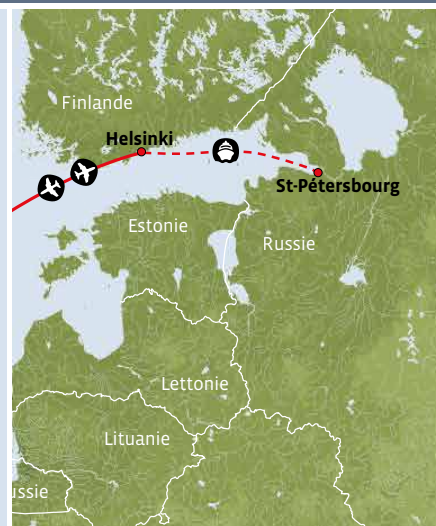 Finlande
Helsinki
St-Pétersbourg
Estonie
Russie
Lettonie
Lituanie
ussie